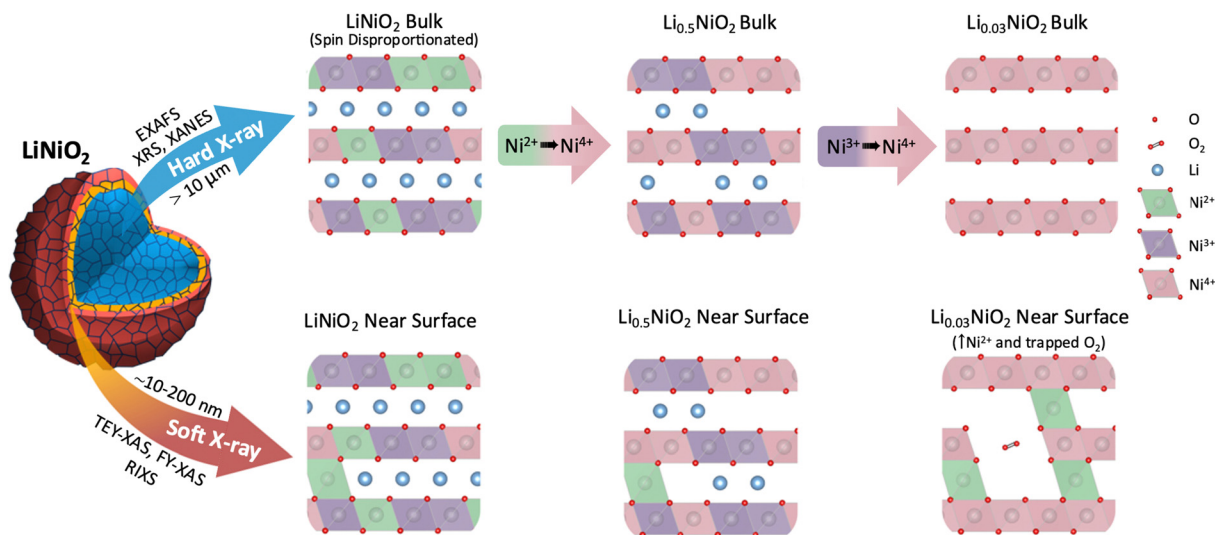 LiNiO₂ Bulk
(Spin Disproportionated)
Li₀.₅NiO₂ Bulk
Li₀.₀₃NiO₂ Bulk
EXAFS
XRS, XANES
Hard X-ray
> 10 μm
LiNiO₂
Ni²⁺ Ni⁴⁺
Ni³⁺ Ni⁴⁺
O
O₂
Li
Ni²⁺
Ni³⁺
Ni⁴⁺
LiNiO₂ Near Surface
Li₀.₅NiO₂ Near Surface
Li₀.₀₃NiO₂ Near Surface
(↑Ni²⁺ and trapped O₂)
~10-200 nm
Soft X-ray
TEY-XAS, FY-XAS
RIXS